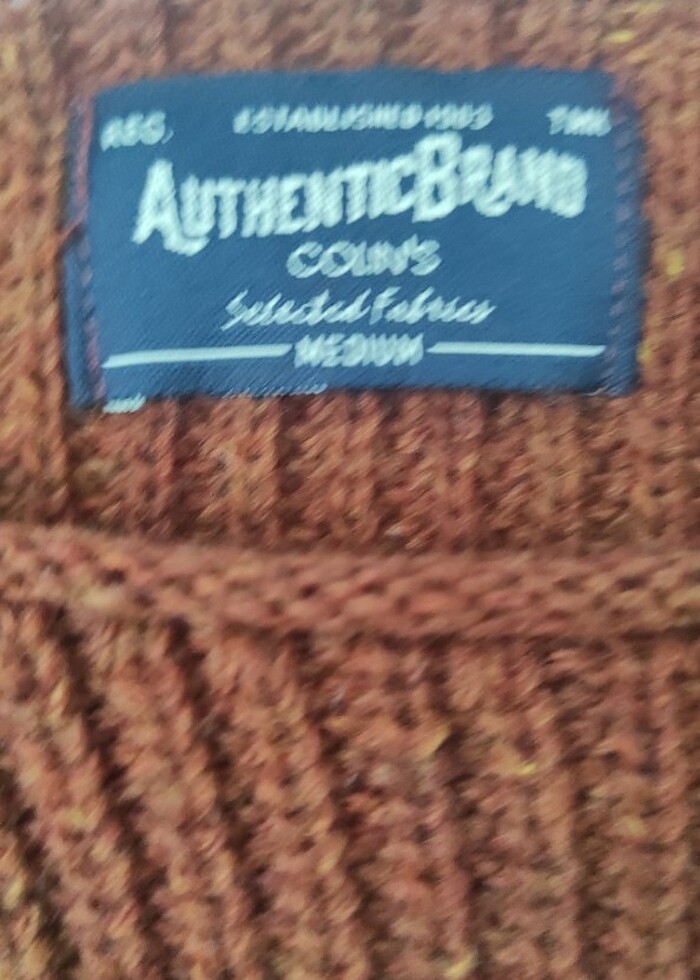 REG. ESTABLISHED 1983 TMK
AUTHENTICBRAND
COLIN'S
Selected Fabrics
MEDIUM